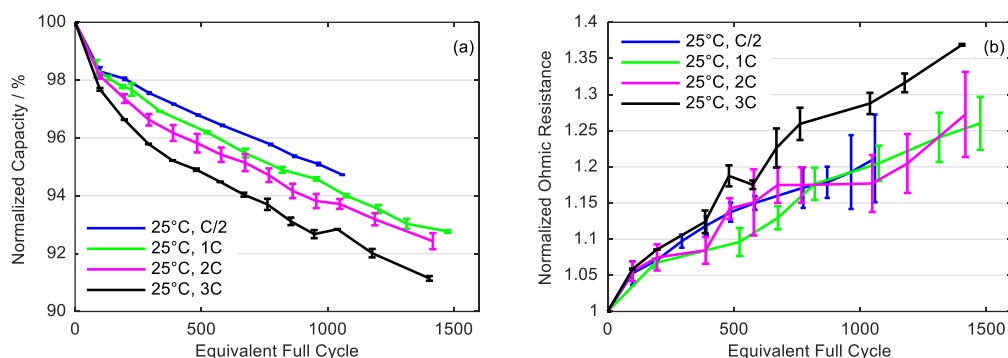 100
98
96
94
92
90
Normalized Capacity / %
(a)
25°C, C/2
25°C, 1C
25°C, 2C
25°C, 3C
0
500
1000
1500
Equivalent Full Cycle
1.4
1.35
1.3
1.25
1.2
1.15
1.1
1.05
1
Normalized Ohmic Resistance
(b)
25°C, C/2
25°C, 1C
25°C, 2C
25°C, 3C
0
500
1000
1500
Equivalent Full Cycle